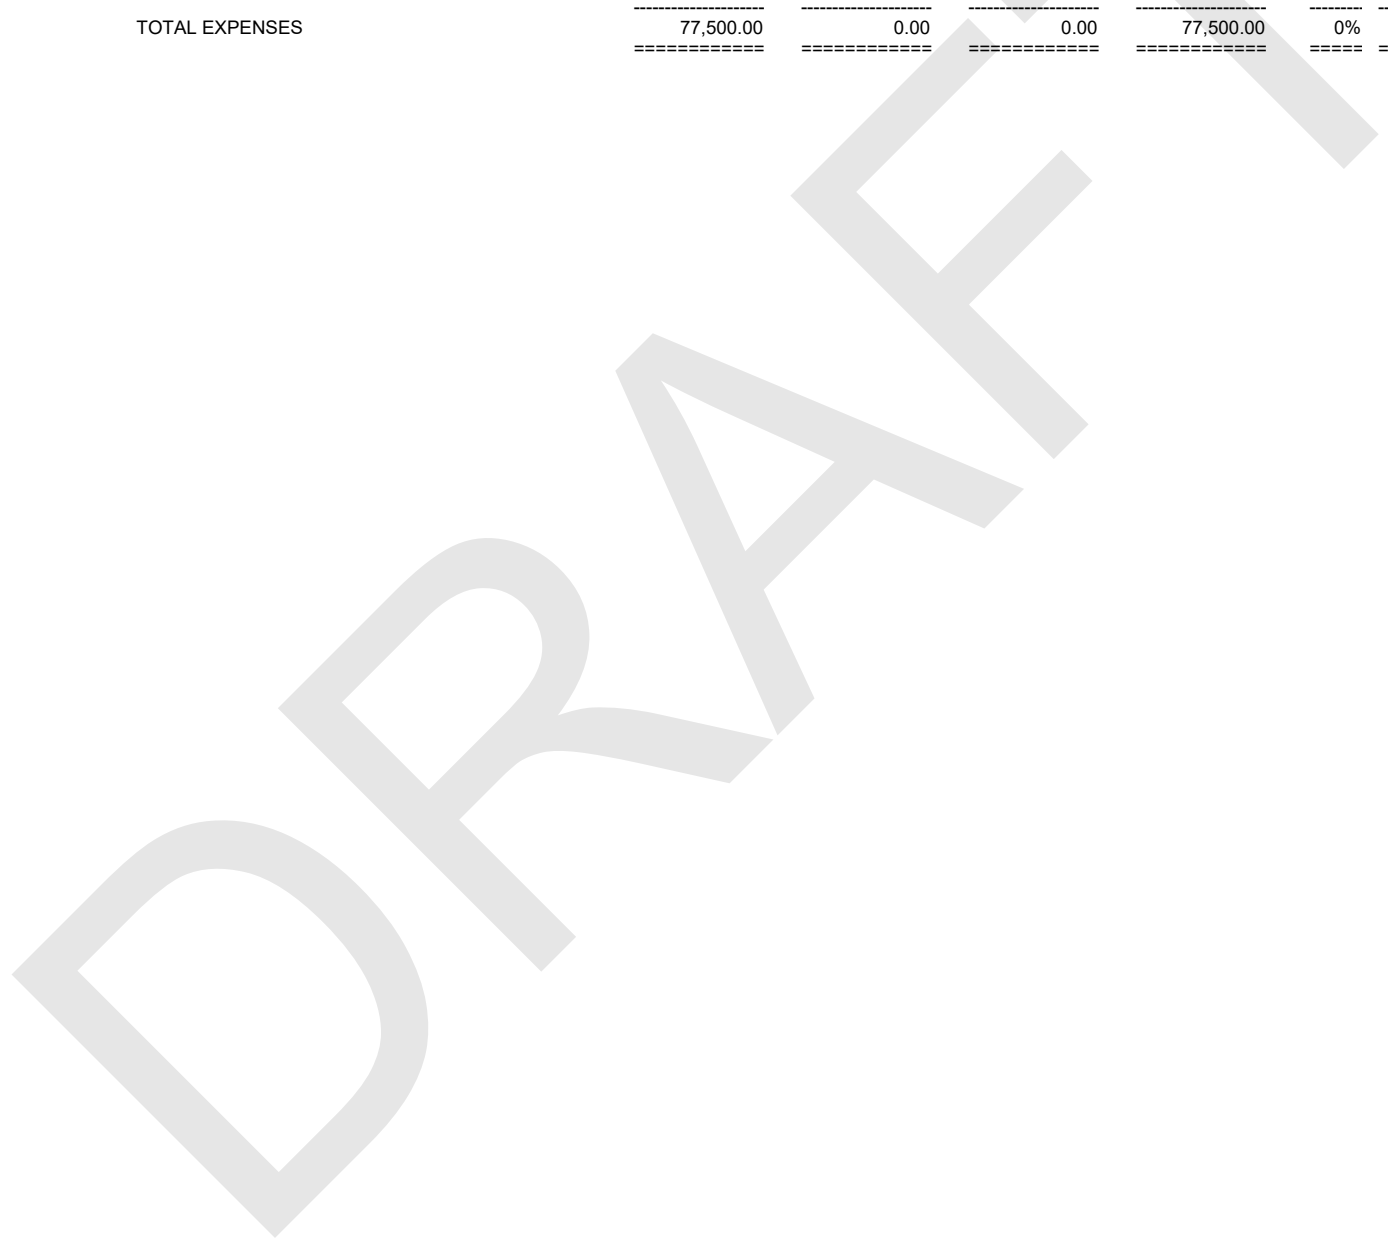 --------------------- --------------------- --------------------- --------------------- -------- --
TOTAL EXPENSES 77,500.00 0.00 0.00 77,500.00 0%
============ ============ ============ ============ ===== =
DRAFT